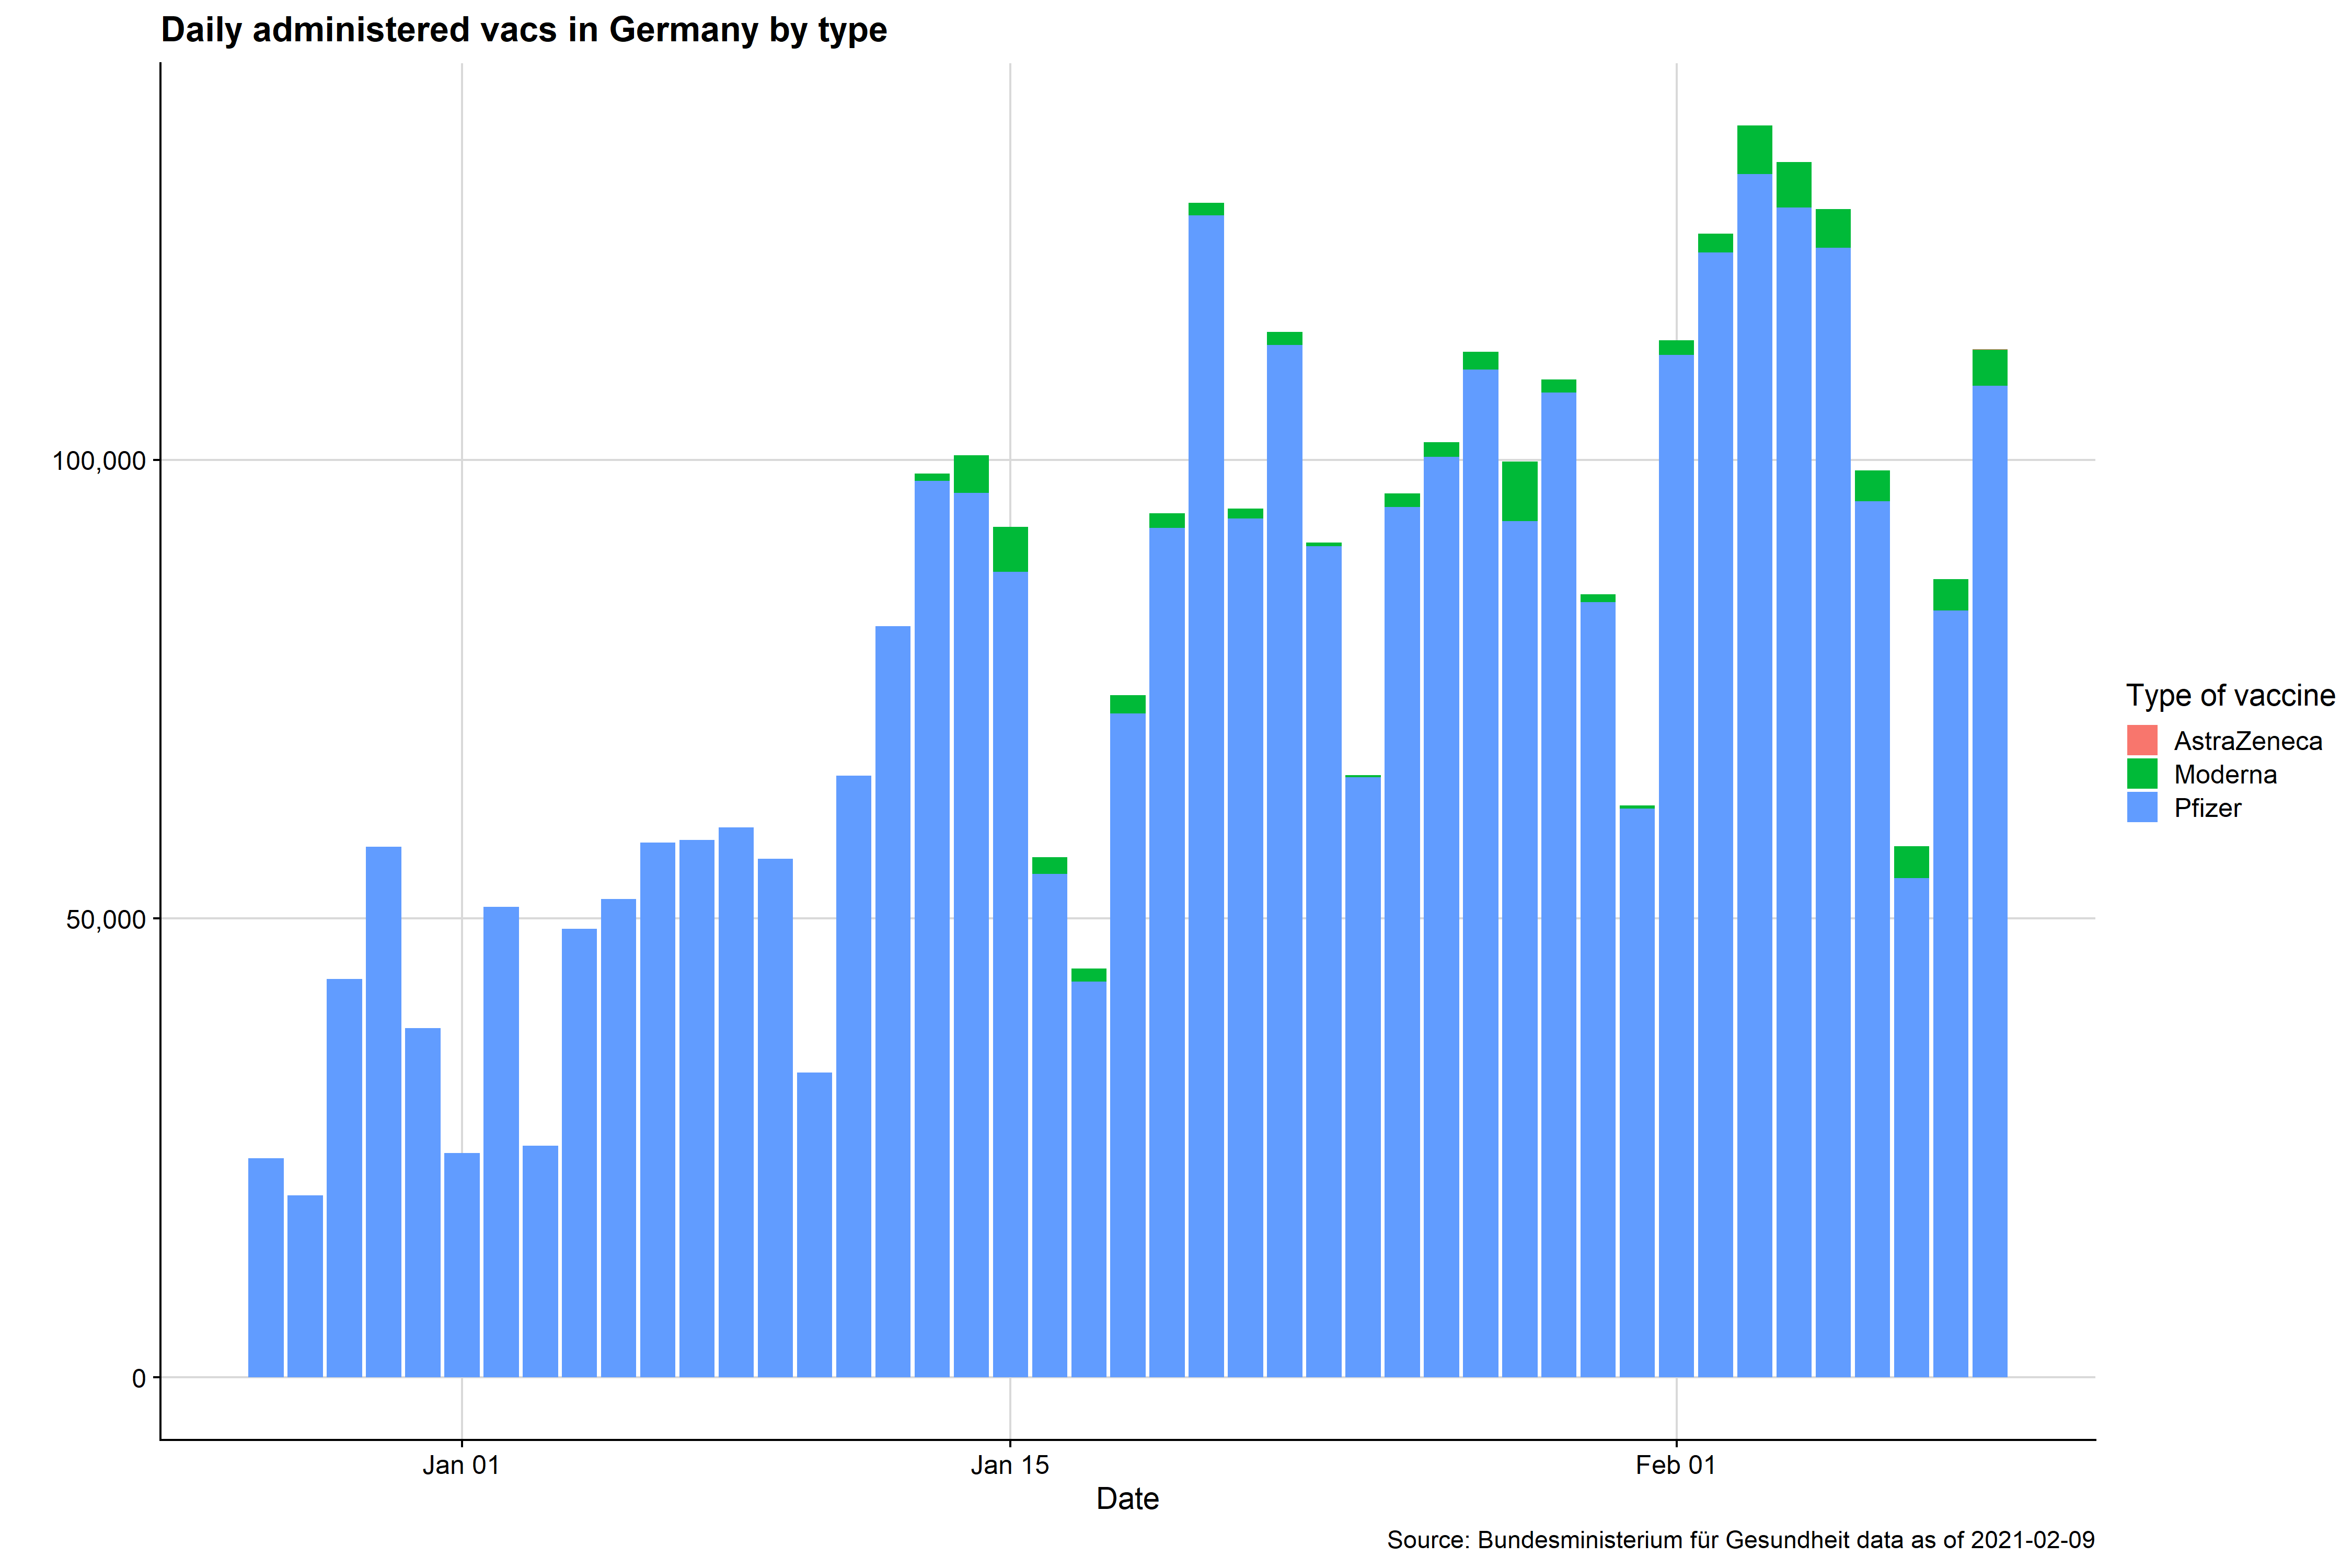 Daily administered vacs in Germany by type
100,000
50,000
0
Jan 01
Jan 15
Feb 01
Date
Type of vaccine
AstraZeneca
Moderna
Pfizer
Source: Bundesministerium für Gesundheit data as of 2021-02-09